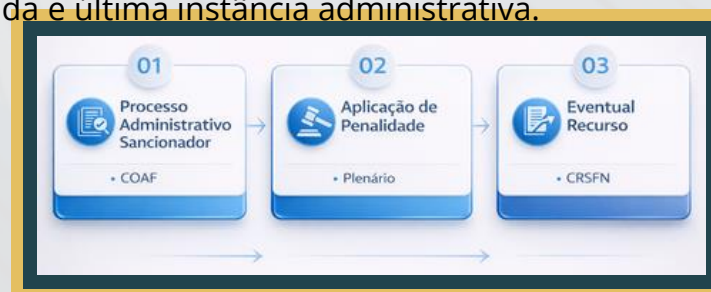 da e última instância administrativa.
01
Processo
Administrativo
Sancionador
• COAF
02
Aplicação de
Penalidade
• Plenário
03
Eventual
Recurso
• CRSFN